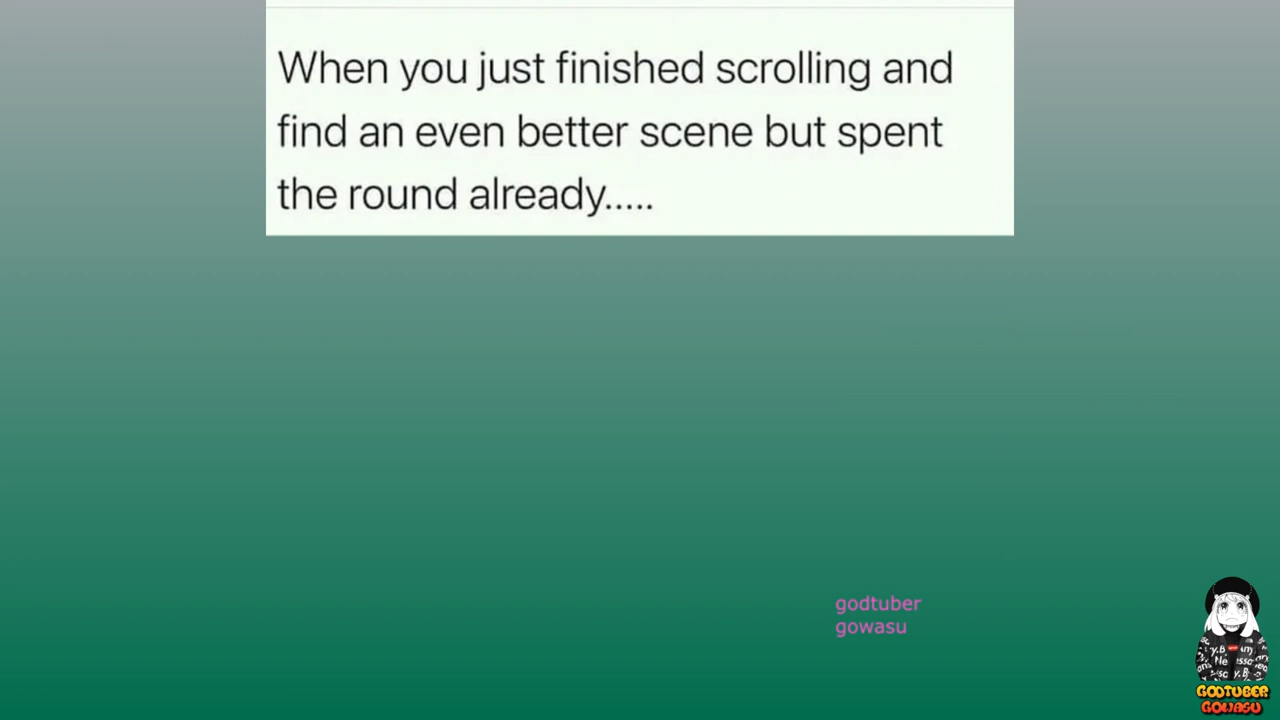 When you just finished scrolling and
find an even better scene but spent
the round already.....
godtuber
gowasu
GODTUBER
GOWASU